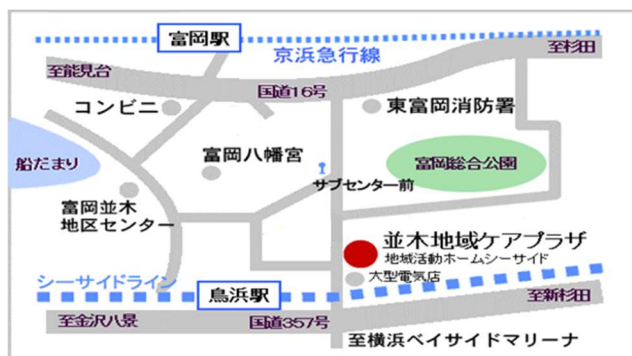 富岡駅
京浜急行線
至杉田
至能見台
国道16号
コンビニ
東富岡消防署
船だまり
富岡八幡宮
富岡総合公園
サブセンター前
富岡並木
地区センター
並木地域ケアプラザ
地域活動ホームシーサイド
大型電気店
シーサイドライン
鳥浜駅
至新杉田
至金沢八景
国道357号
至横浜ベイサイドマリーナ